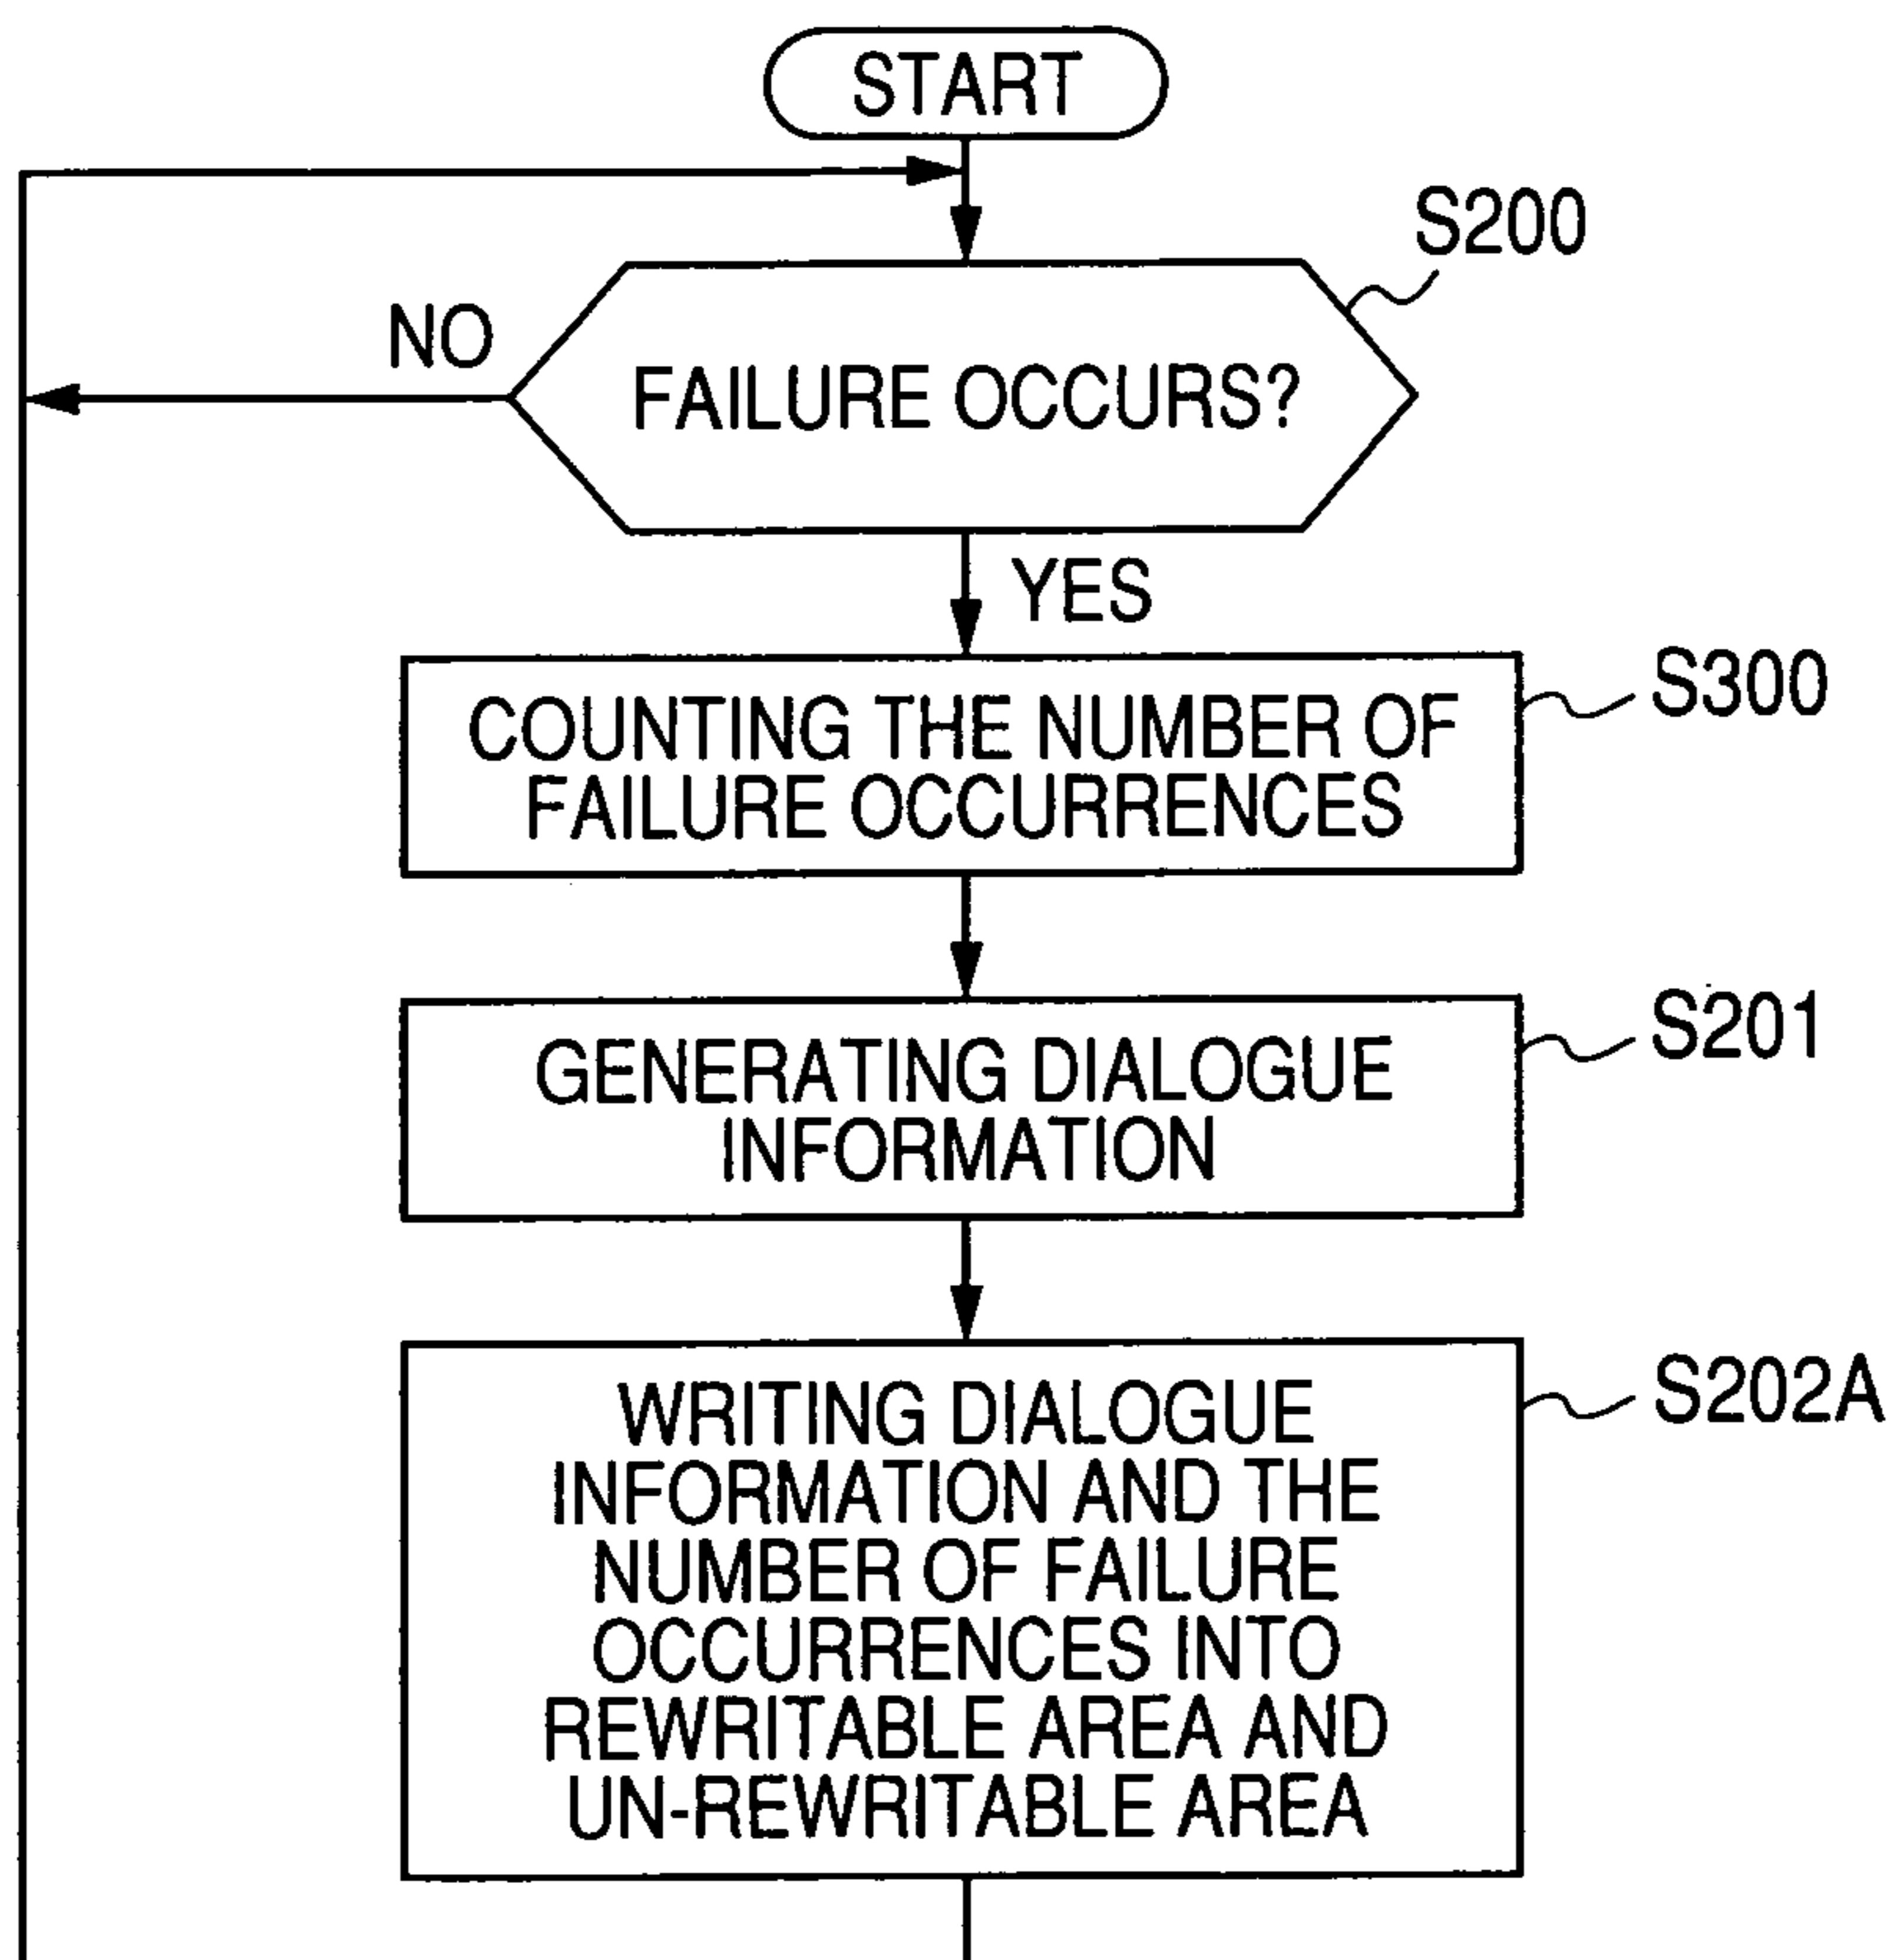 START
S200
NO
FAILURE OCCURS?
YES
S300
COUNTING THE NUMBER OF
FAILURE OCCURRENCES
S201
GENERATING DIALOGUE
INFORMATION
S202A
WRITING DIALOGUE
INFORMATION AND THE
NUMBER OF FAILURE
OCCURRENCES INTO
REWRITABLE AREA AND
UN-REWRITABLE AREA